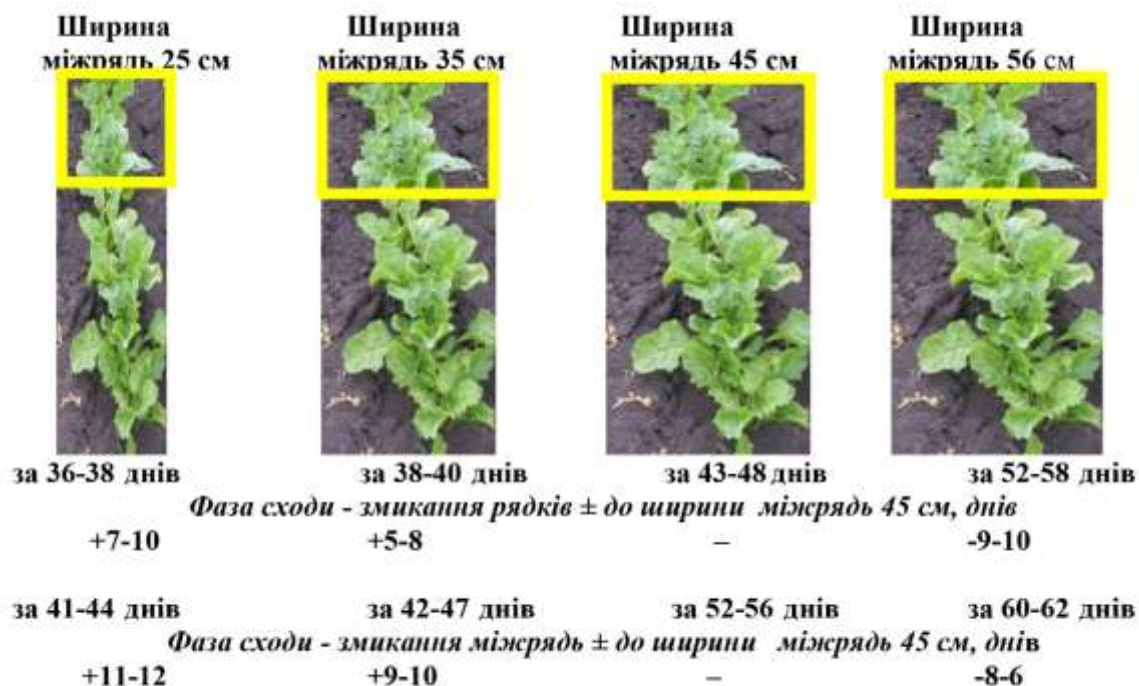 Ширина Ширина Ширина Ширина
міжрядь 25 см міжрядь 35 см міжрядь 45 см міжрядь 56 см
за 36-38 днів за 38-40 днів за 43-48 днів за 52-58 днів
Фаза сходи - змикання рядків ± до ширини міжрядь 45 см, днів
+7-10 +5-8 – -9-10
за 41-44 днів за 42-47 днів за 52-56 днів за 60-62 днів
Фаза сходи - змикання міжрядь ± до ширини міжрядь 45 см, днів
+11-12 +9-10 – -8-6